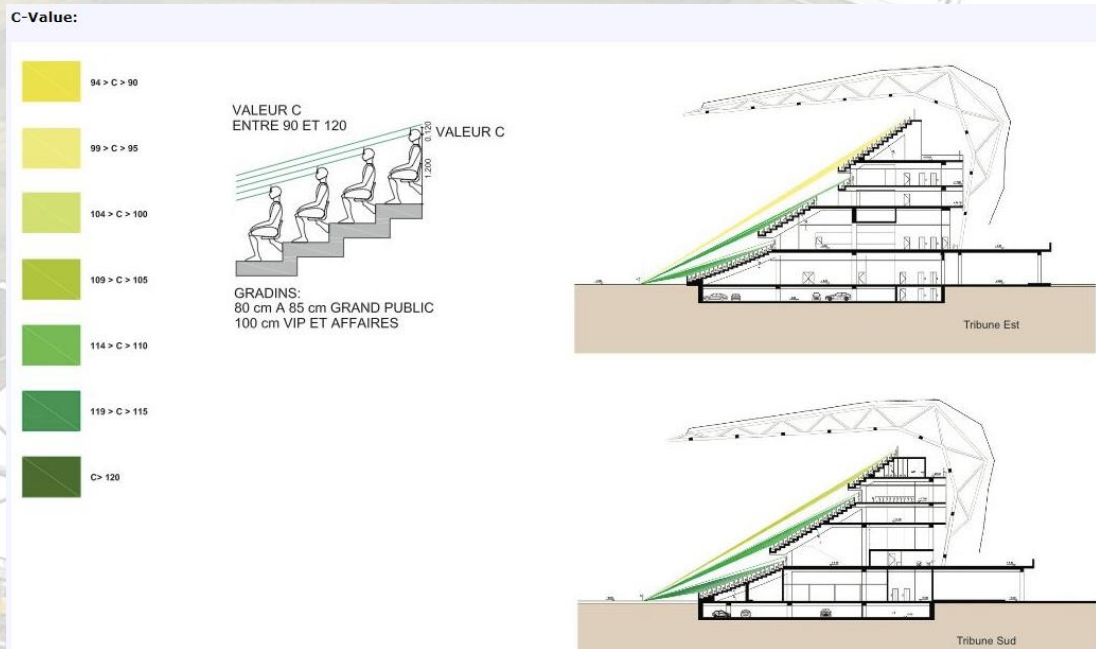 C-Value:
94 > C > 90
99 > C > 95
104 > C > 100
109 > C > 105
114 > C > 110
119 > C > 115
C> 120
VALEUR C
ENTRE 90 ET 120
VALEUR C
0.120
1.200
GRADINS:
80 cm A 85 cm GRAND PUBLIC
100 cm VIP ET AFFAIRES
Tribune Est
Tribune Sud